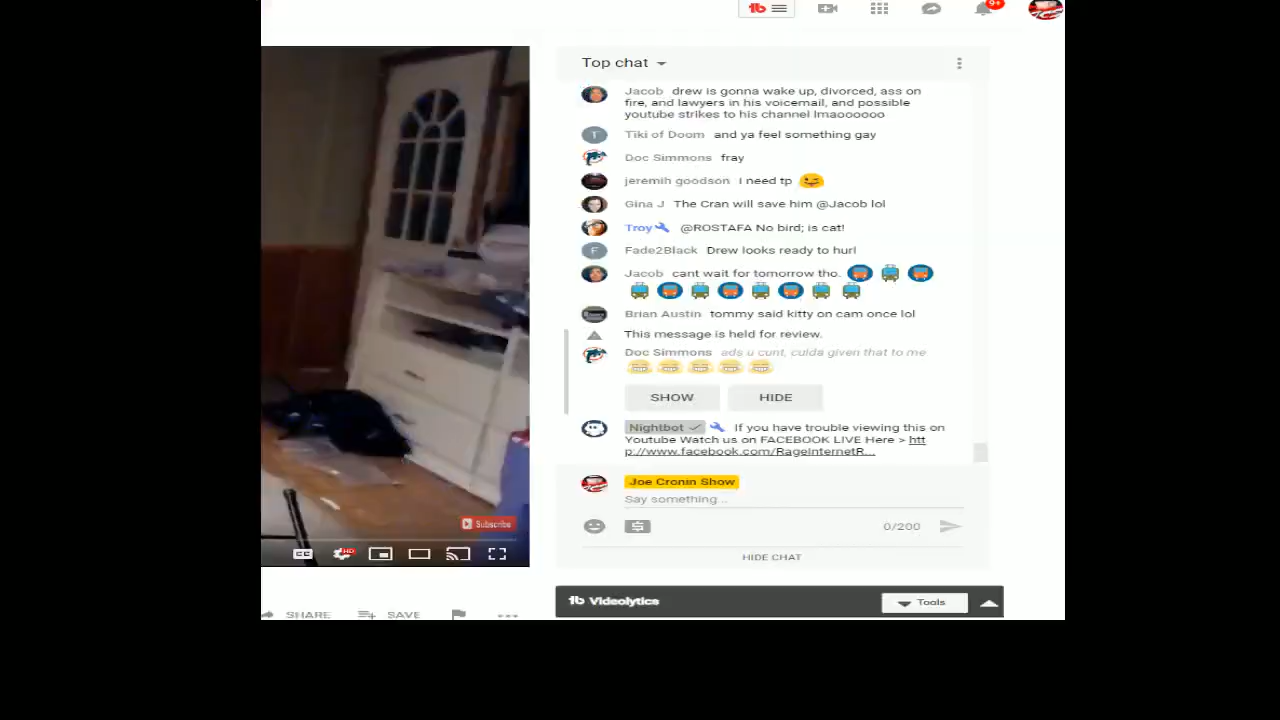 9+
Top chat
Jacob drew is gonna wake up, divorced, ass on
fire, and lawyers in his voicemail, and possible
youtube strikes to his channel lmaoooooo
T Tiki of Doom and ya feel something gay
Doc Simmons fray
jeremih goodson i need tp
Gina J The Cran will save him @Jacob lol
Troy @ROSTAFA No bird; is cat!
F Fade2Black Drew looks ready to hurl
Jacob cant wait for tomorrow tho.
Brian Austin tommy said kitty on cam once lol
This message is held for review.
Doc Simmons ads u cunt, culda given that to me
SHOW HIDE
Nightbot If you have trouble viewing this on
Youtube Watch us on FACEBOOK LIVE Here > htt
p://www.facebook.com/RageInternetR...
Joe Cronin Show
Say something...
0/200
HIDE CHAT
Subscribe
CC HD
SHARE SAVE
Videolytics Tools